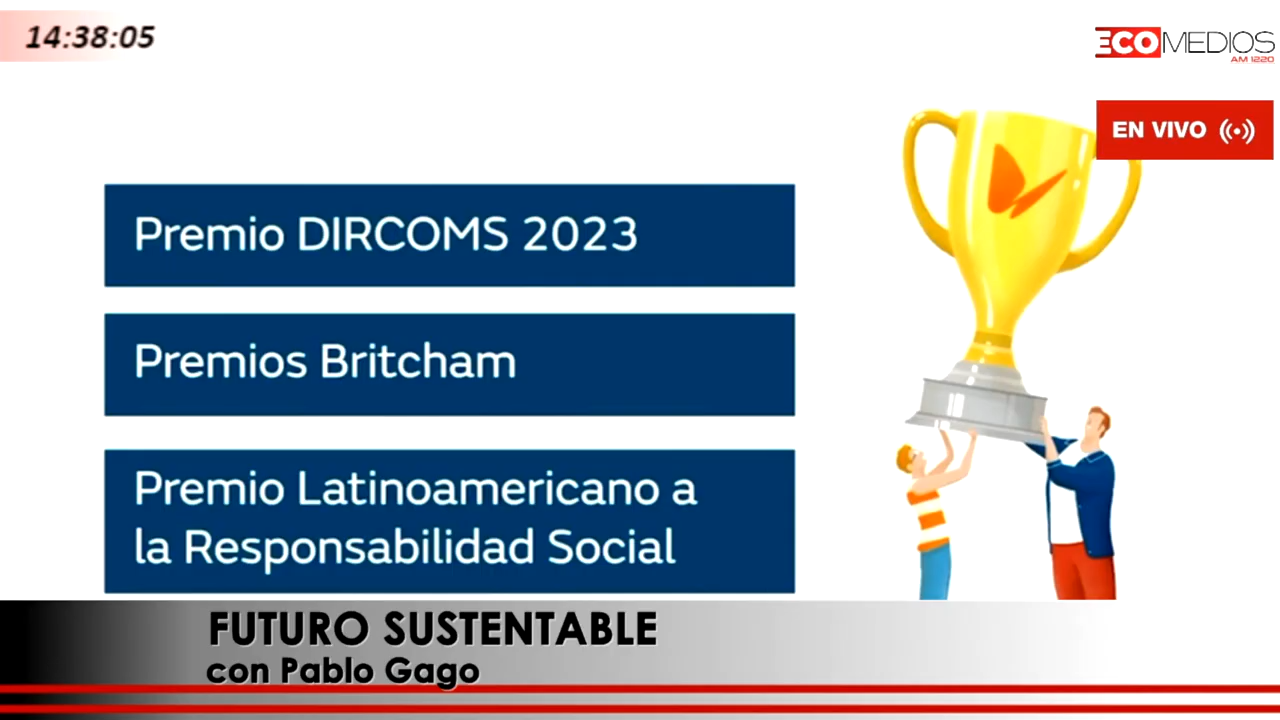 14:38:05
ECOMEDIOS
AM 1220
EN VIVO
Premio DIRCOMS 2023
Premios Britcham
Premio Latinoamericano a
la Responsabilidad Social
FUTURO SUSTENTABLE
con Pablo Gago